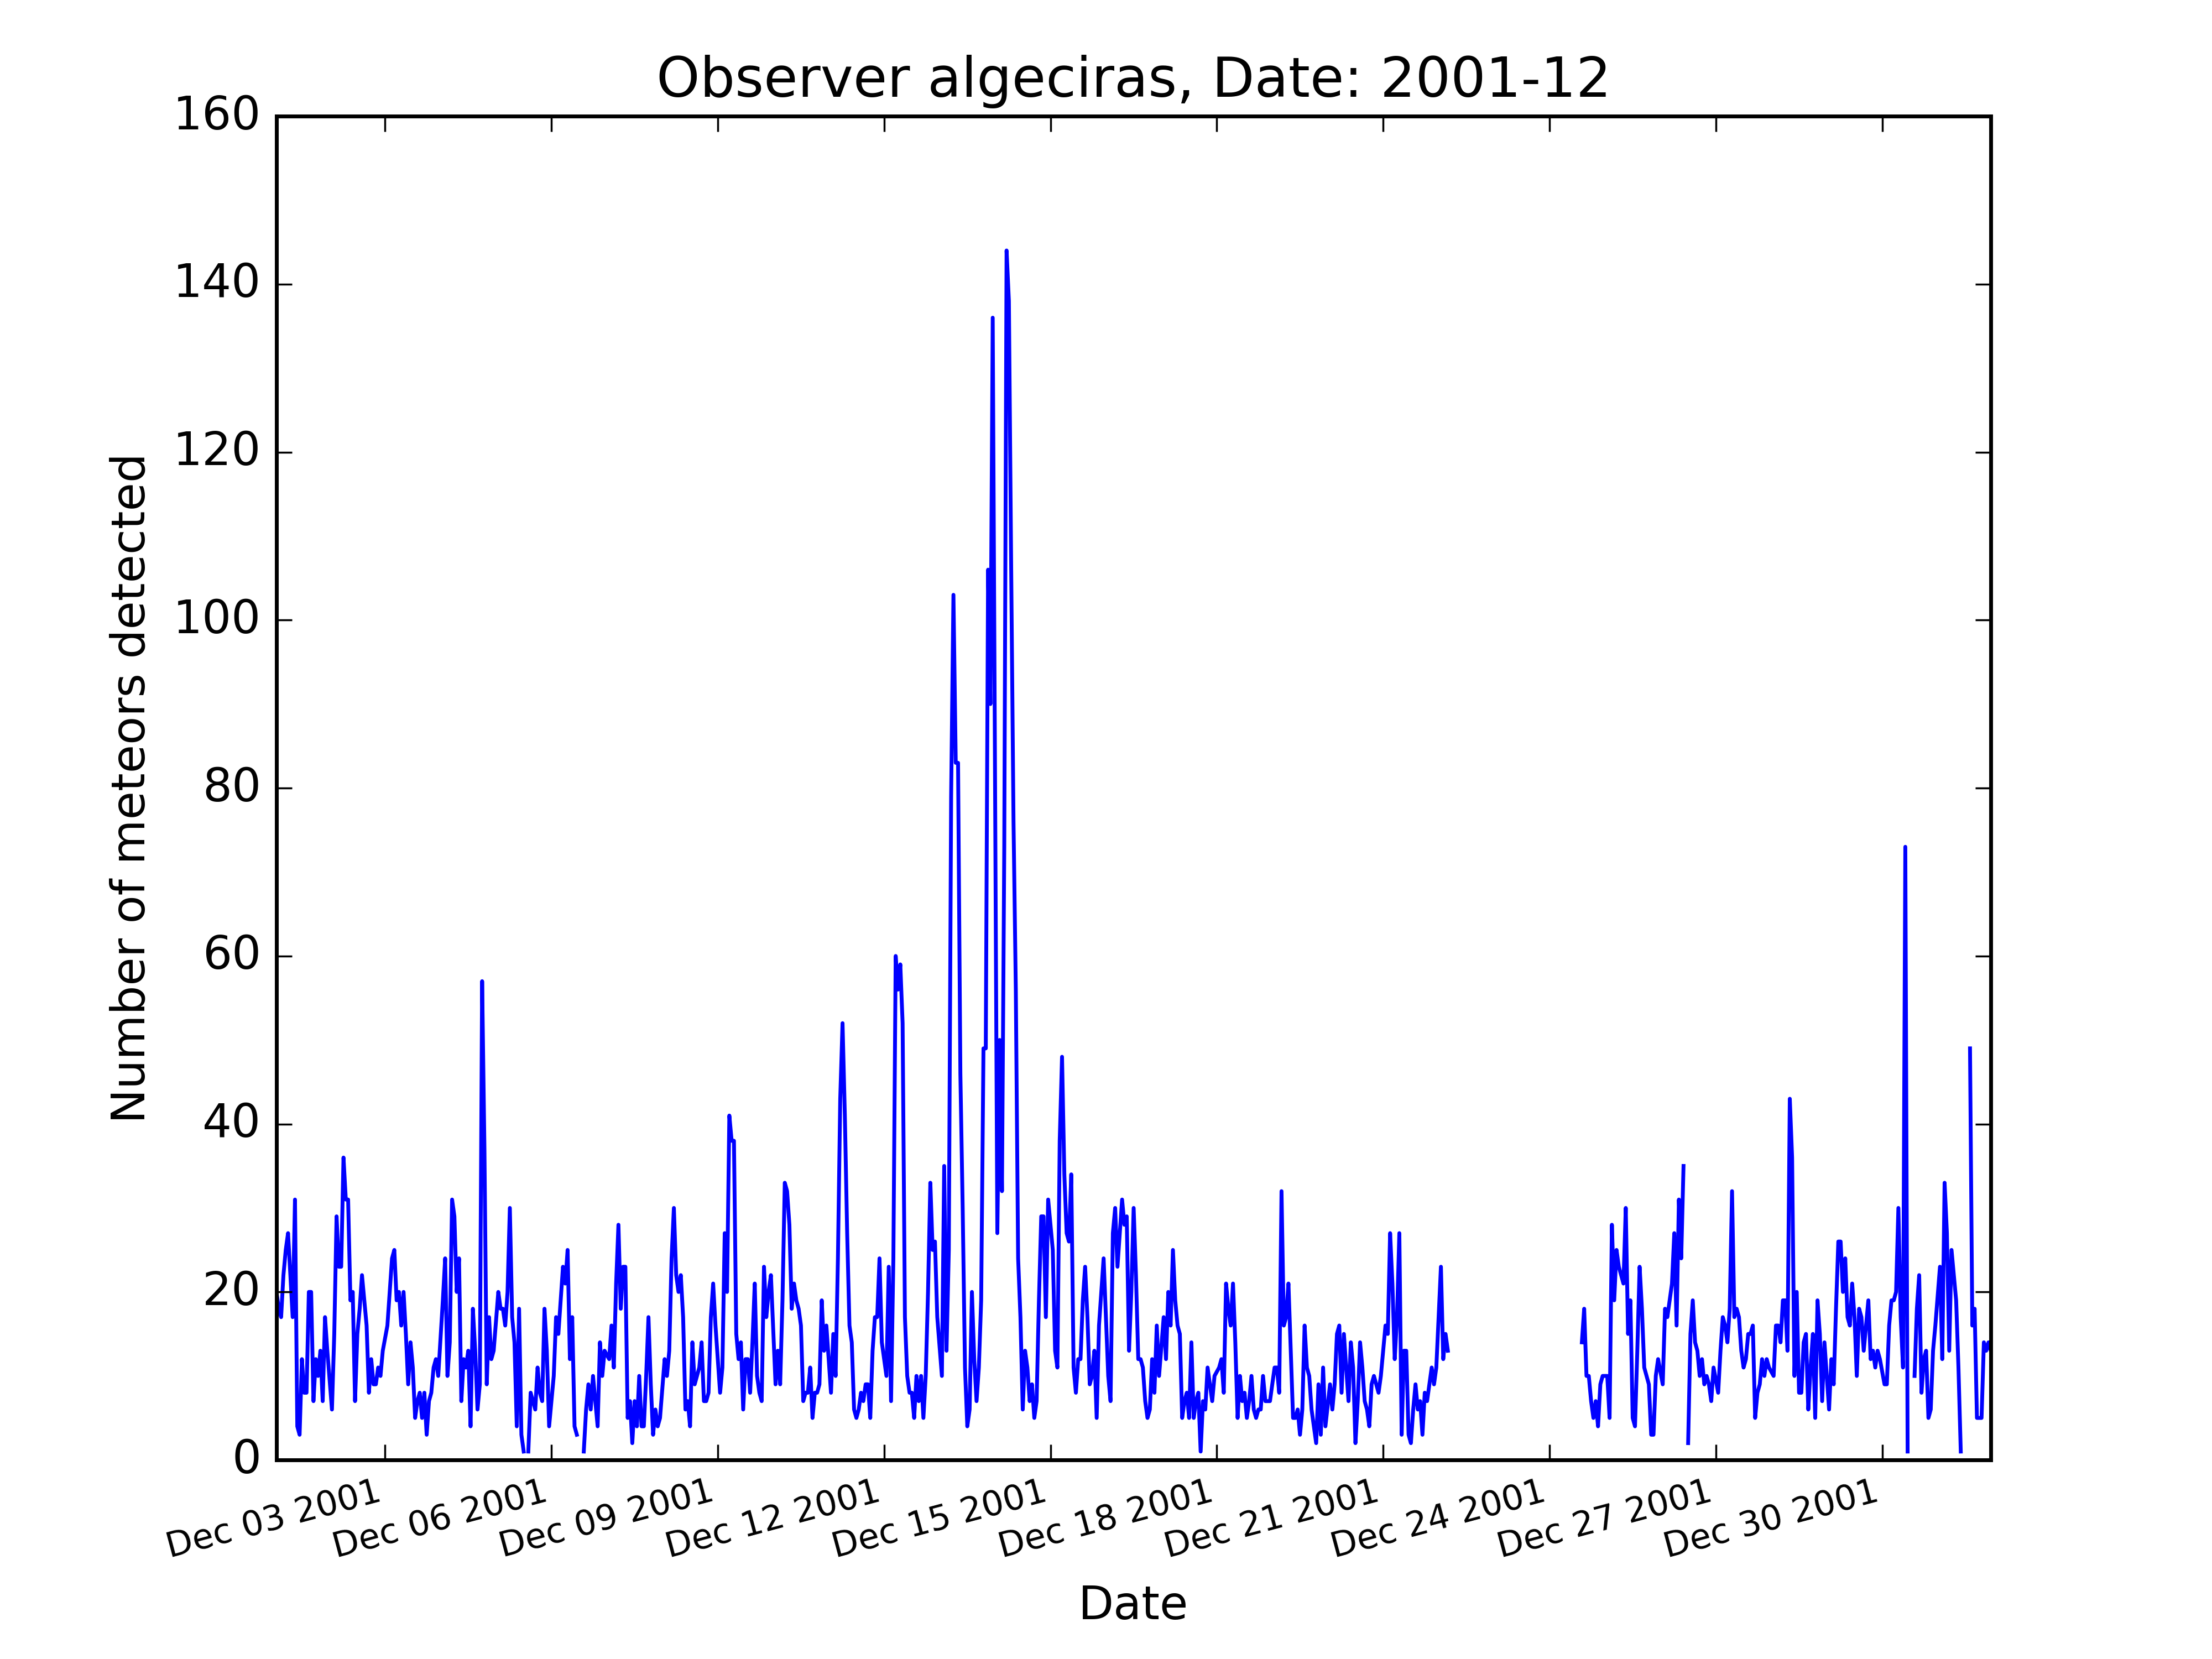 Observer algeciras, Date: 2001-12
160
140
120
100
80
60
40
20
0
Number of meteors detected
Dec 03 2001
Dec 06 2001
Dec 09 2001
Dec 12 2001
Dec 15 2001
Dec 18 2001
Dec 21 2001
Dec 24 2001
Dec 27 2001
Dec 30 2001
Date